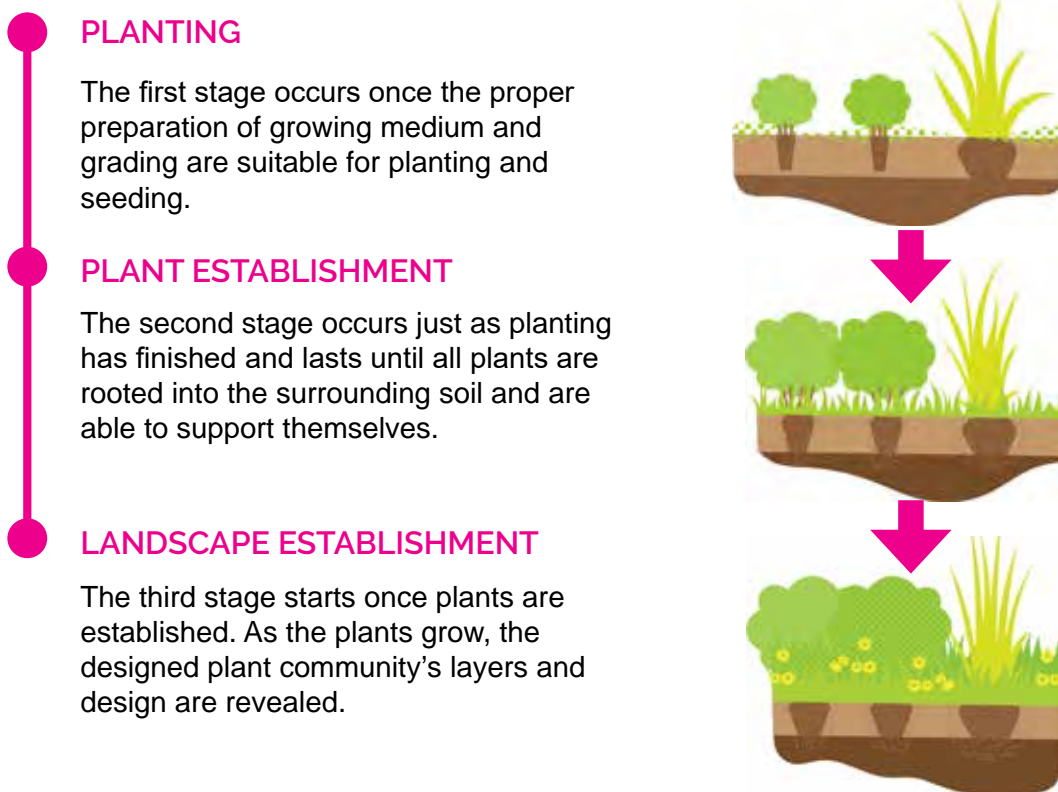 PLANTING
The first stage occurs once the proper
preparation of growing medium and
grading are suitable for planting and
seeding.
PLANT ESTABLISHMENT
The second stage occurs just as planting
has finished and lasts until all plants are
rooted into the surrounding soil and are
able to support themselves.
LANDSCAPE ESTABLISHMENT
The third stage starts once plants are
established. As the plants grow, the
designed plant community’s layers and
design are revealed.